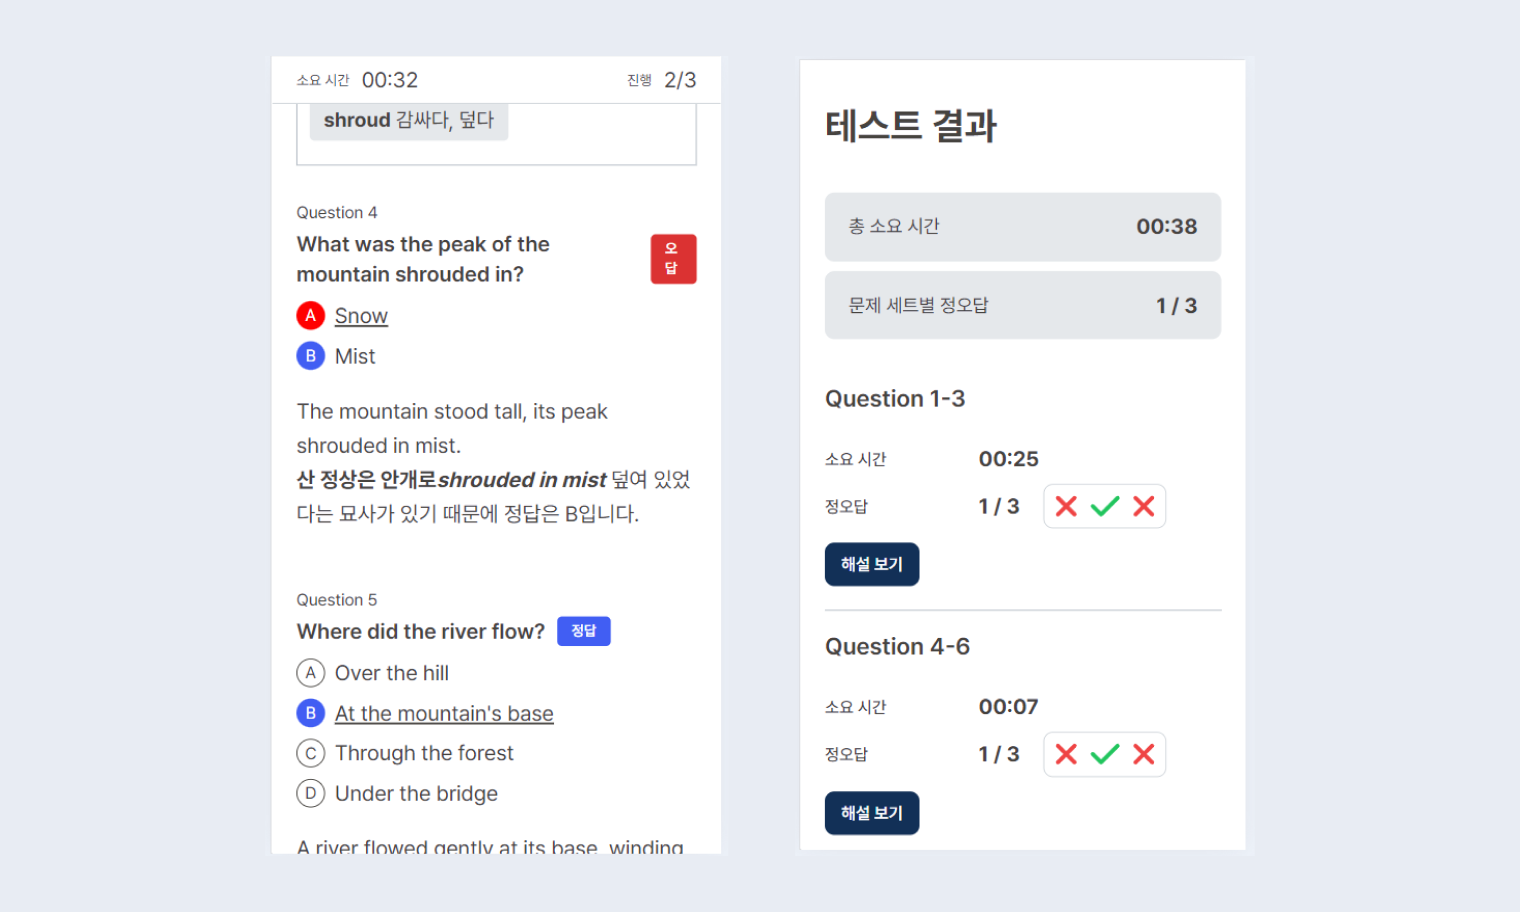 소요 시간 00:32 진행 2/3
shroud 감싸다, 덮다
Question 4
What was the peak of the
mountain shrouded in?
오
답
A Snow
B Mist
The mountain stood tall, its peak
shrouded in mist.
산 정상은 안개로shrouded in mist 덮여 있었
다는 묘사가 있기 때문에 정답은 B입니다.
Question 5
Where did the river flow? 정답
A Over the hill
B At the mountain's base
C Through the forest
D Under the bridge
A river flowed gently at its base, winding
테스트 결과
총 소요 시간 00:38
문제 세트별 정오답 1 / 3
Question 1-3
소요 시간 00:25
정오답 1 / 3
해설 보기
Question 4-6
소요 시간 00:07
정오답 1 / 3
해설 보기